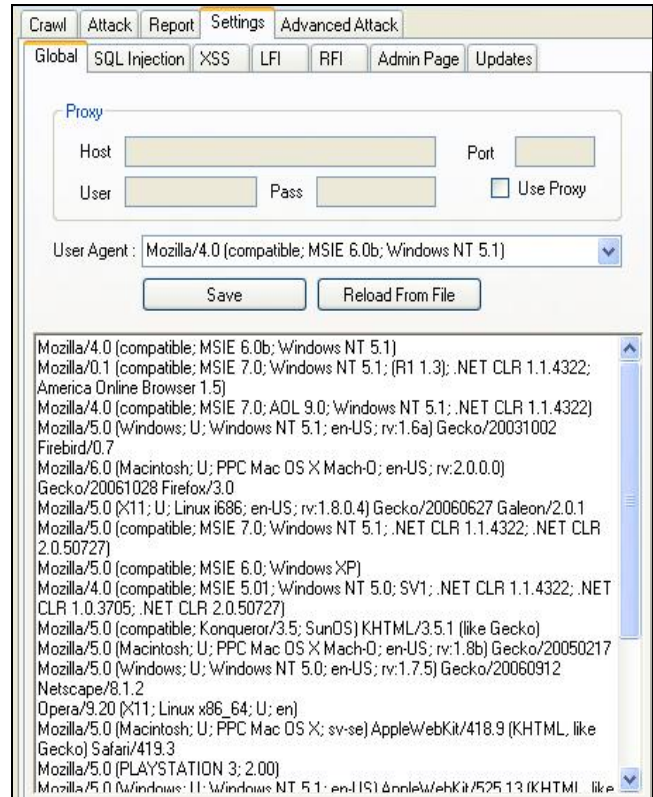 Crawl Attack Report Settings Advanced Attack
Global SQL Injection XSS LFI RFI Admin Page Updates
Proxy
Host Port
User Pass Use Proxy
User Agent : Mozilla/4.0 (compatible; MSIE 6.0b; Windows NT 5.1)
Save Reload From File
Mozilla/4.0 (compatible; MSIE 6.0b; Windows NT 5.1)
Mozilla/0.1 (compatible; MSIE 7.0; Windows NT 5.1; (R1 1.3); .NET CLR 1.1.4322;
America Online Browser 1.5)
Mozilla/4.0 (compatible; MSIE 7.0; AOL 9.0; Windows NT 5.1; .NET CLR 1.1.4322)
Mozilla/5.0 (Windows; U; Windows NT 5.1; en-US; rv:1.6a) Gecko/20031002
Firebird/0.7
Mozilla/6.0 (Macintosh; U; PPC Mac OS X Mach-O; en-US; rv:2.0.0.0)
Gecko/20061028 Firefox/3.0
Mozilla/5.0 (X11; U; Linux i686; en-US; rv:1.8.0.4) Gecko/20060627 Galeon/2.0.1
Mozilla/5.0 (compatible; MSIE 7.0; Windows NT 5.1; .NET CLR 1.1.4322; .NET CLR
2.0.50727)
Mozilla/5.0 (compatible; MSIE 6.0; Windows XP)
Mozilla/4.0 (compatible; MSIE 5.01; Windows NT 5.0; SV1; .NET CLR 1.1.4322; .NET
CLR 1.0.3705; .NET CLR 2.0.50727)
Mozilla/5.0 (compatible; Konqueror/3.5; SunOS) KHTML/3.5.1 (like Gecko)
Mozilla/5.0 (Macintosh; U; PPC Mac OS X Mach-O; en-US; rv:1.8b) Gecko/20050217
Mozilla/5.0 (Windows; U; Windows NT 5.0; en-US; rv:1.7.5) Gecko/20060912
Netscape/8.1.2
Opera/9.20 (X11; Linux x86_64; U; en)
Mozilla/5.0 (Macintosh; U; PPC Mac OS X; sv-se) AppleWebKit/418.9 (KHTML, like
Gecko) Safari/419.3
Mozilla/5.0 (PLAYSTATION 3; 2.00)
Mozilla/5.0 (Windows; U; Windows NT 5.1; en-US) AppleWebKit/525.13 (KHTML, like